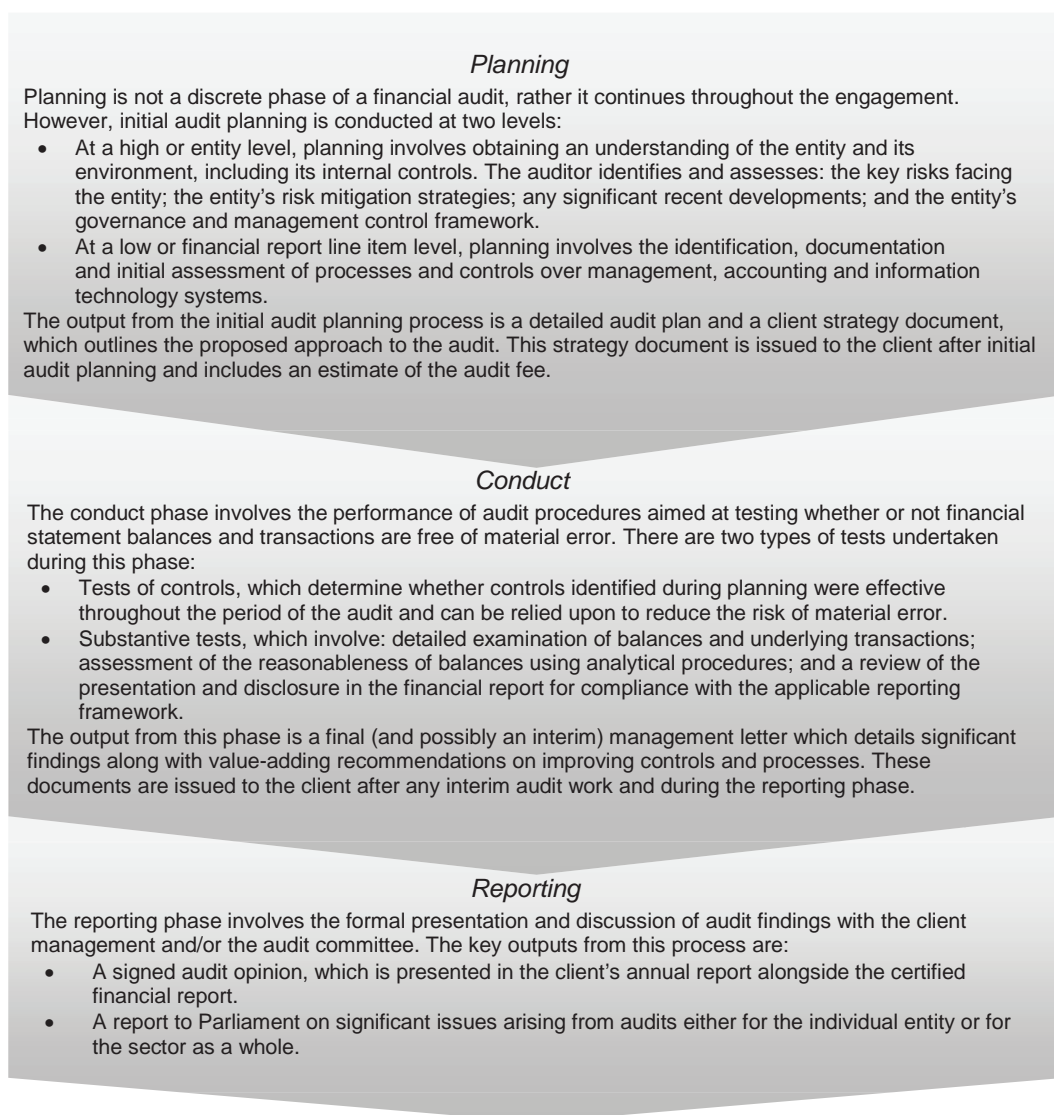 Planning
Planning is not a discrete phase of a financial audit, rather it continues throughout the engagement.
However, initial audit planning is conducted at two levels:
• At a high or entity level, planning involves obtaining an understanding of the entity and its
environment, including its internal controls. The auditor identifies and assesses: the key risks facing
the entity; the entity's risk mitigation strategies; any significant recent developments; and the entity's
governance and management control framework.
• At a low or financial report line item level, planning involves the identification, documentation
and initial assessment of processes and controls over management, accounting and information
technology systems.
The output from the initial audit planning process is a detailed audit plan and a client strategy document,
which outlines the proposed approach to the audit. This strategy document is issued to the client after initial
audit planning and includes an estimate of the audit fee.
Conduct
The conduct phase involves the performance of audit procedures aimed at testing whether or not financial
statement balances and transactions are free of material error. There are two types of tests undertaken
during this phase:
• Tests of controls, which determine whether controls identified during planning were effective
throughout the period of the audit and can be relied upon to reduce the risk of material error.
• Substantive tests, which involve: detailed examination of balances and underlying transactions;
assessment of the reasonableness of balances using analytical procedures; and a review of the
presentation and disclosure in the financial report for compliance with the applicable reporting
framework.
The output from this phase is a final (and possibly an interim) management letter which details significant
findings along with value-adding recommendations on improving controls and processes. These
documents are issued to the client after any interim audit work and during the reporting phase.
Reporting
The reporting phase involves the formal presentation and discussion of audit findings with the client
management and/or the audit committee. The key outputs from this process are:
• A signed audit opinion, which is presented in the client's annual report alongside the certified
financial report.
• A report to Parliament on significant issues arising from audits either for the individual entity or for
the sector as a whole.